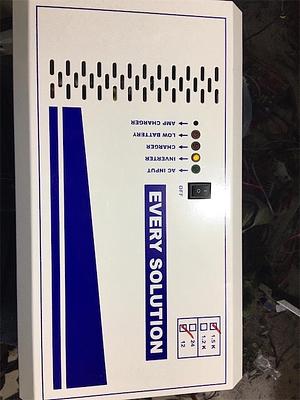 AMP CHARGER
LOW BATTERY
CHARGER
INVERTER
AC INPUT
OFF
EVERY SOLUTION
1.5 K
1.2 K
24
12